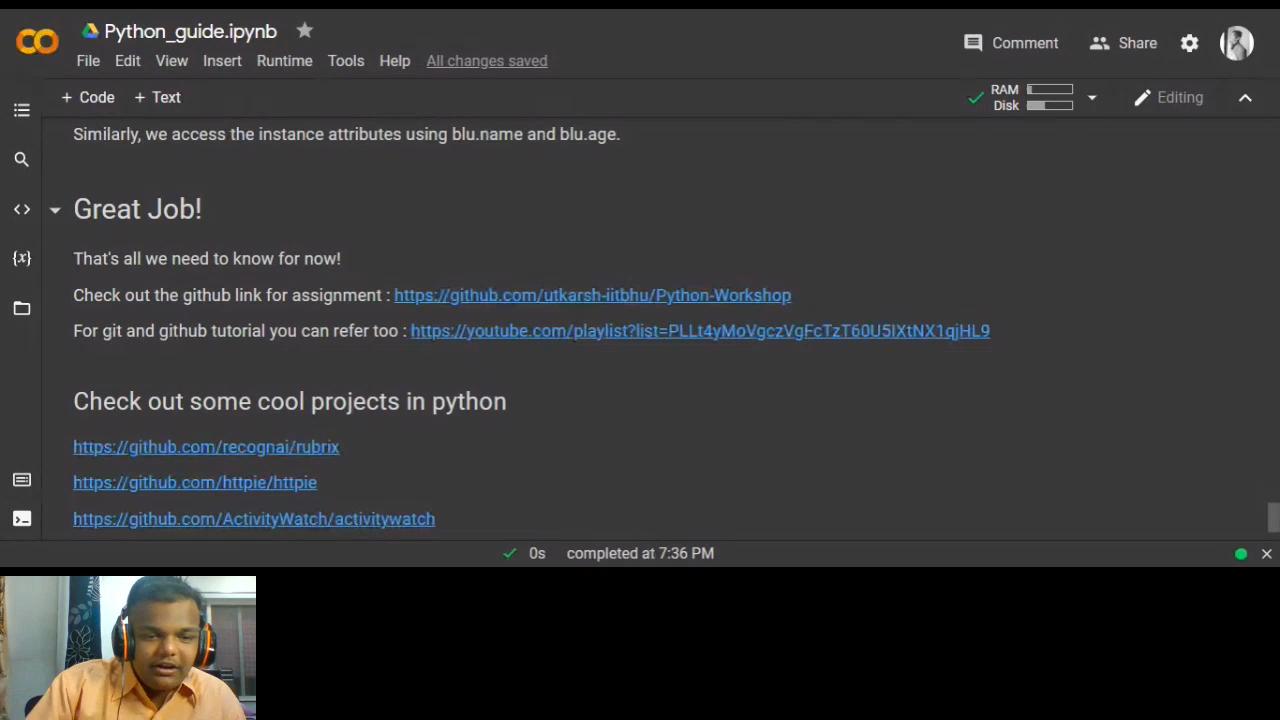 Python_guide.ipynb
File Edit View Insert Runtime Tools Help All changes saved
Comment Share
+ Code + Text
RAM
Disk
Editing
Similarly, we access the instance attributes using blu.name and blu.age.
Great Job!
That's all we need to know for now!
Check out the github link for assignment : https://github.com/utkarsh-iitbhu/Python-Workshop
For git and github tutorial you can refer too : https://youtube.com/playlist?list=PLLt4yMoVgczVgFcTzT60U5IXtNX1qjHL9
Check out some cool projects in python
https://github.com/recognai/rubrix
https://github.com/httpie/httpie
https://github.com/ActivityWatch/activitywatch
0s completed at 7:36 PM